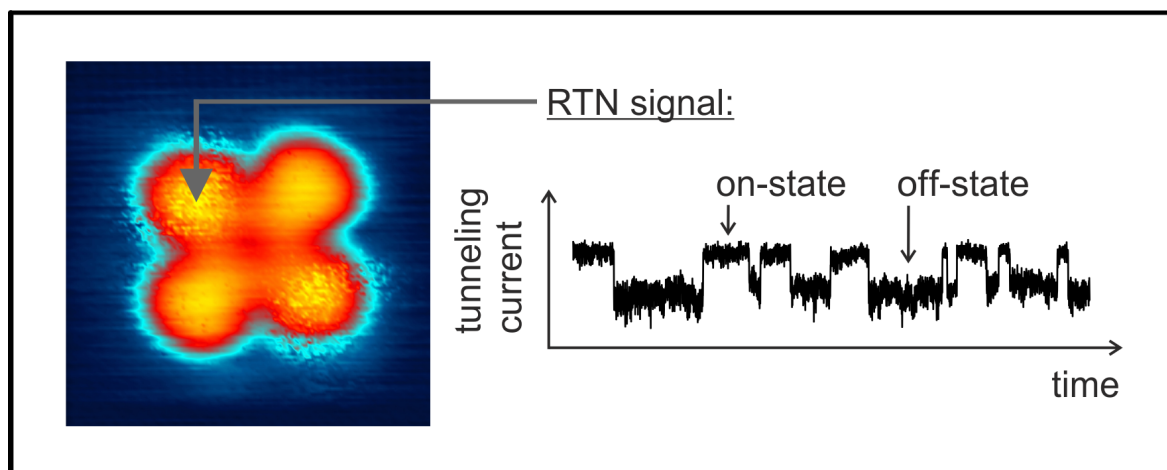 RTN signal:
on-state
off-state
tunneling
current
time